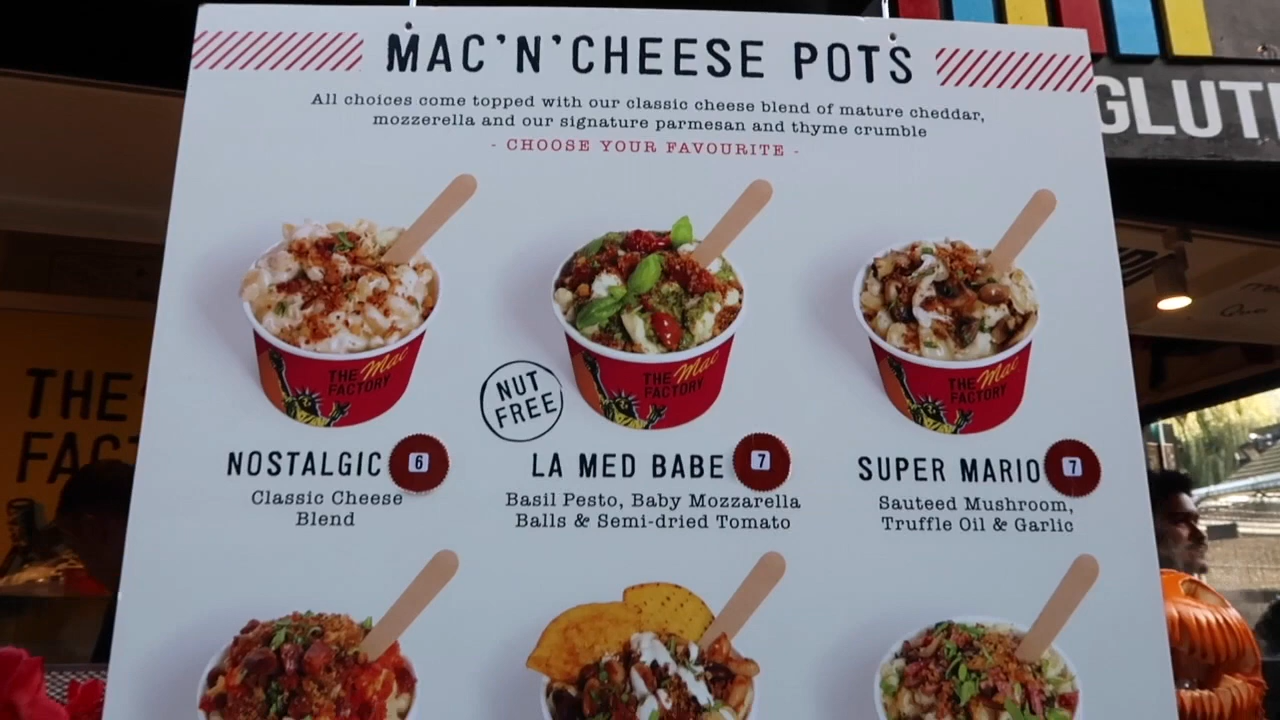 MAC'N'CHEESE POTS
All choices come topped with our classic cheese blend of mature cheddar,
mozzerella and our signature parmesan and thyme crumble
- CHOOSE YOUR FAVOURITE -
GLUT
THE Mac
FACTORY
THE Mac
FACTORY
THE Mac
FACTORY
NUT
FREE
NOSTALGIC 6
Classic Cheese
Blend
LA MED BABE 7
Basil Pesto, Baby Mozzarella
Balls & Semi-dried Tomato
SUPER MARIO 7
Sauteed Mushroom,
Truffle Oil & Garlic
THE
FAC